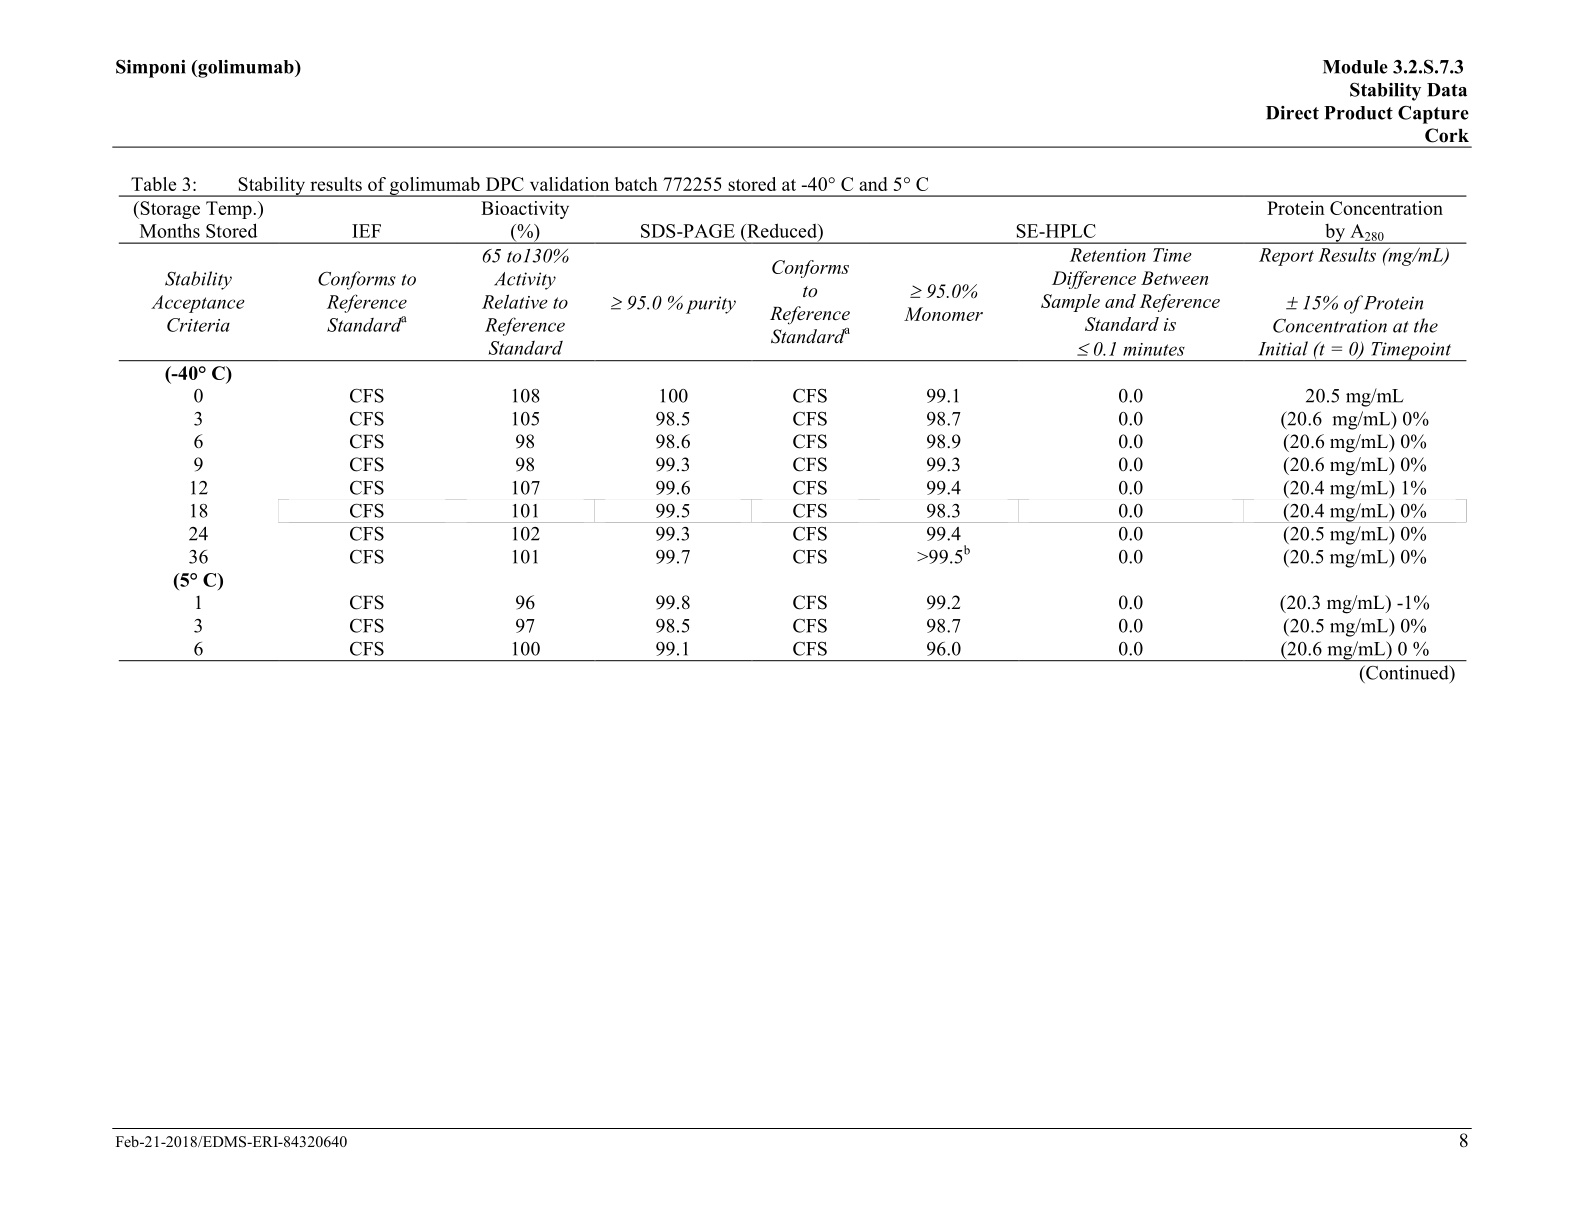 Simponi (golimumab)
Module 3.2.S.7.3
Stability Data
Direct Product Capture
Cork
Table 3: Stability results of golimumab DPC validation batch 772255 stored at -40° C and 5° C
(Storage Temp.) Months Stored IEF Bioactivity (%) SDS-PAGE (Reduced) SE-HPLC Protein Concentration by A280
Stability Acceptance Criteria
Conforms to Reference Standardᵃ
65 to130% Activity Relative to Reference Standard
≥ 95.0 % purity
Conforms to Reference Standardᵃ
≥ 95.0% Monomer
Retention Time Difference Between Sample and Reference Standard is ≤ 0.1 minutes
Report Results (mg/mL)
± 15% of Protein Concentration at the Initial (t = 0) Timepoint
(-40° C)
0 CFS 108 100 CFS 99.1 0.0 20.5 mg/mL
3 CFS 105 98.5 CFS 98.7 0.0 (20.6 mg/mL) 0%
6 CFS 98 98.6 CFS 98.9 0.0 (20.6 mg/mL) 0%
9 CFS 98 99.3 CFS 99.3 0.0 (20.6 mg/mL) 0%
12 CFS 107 99.6 CFS 99.4 0.0 (20.4 mg/mL) 1%
18 CFS 101 99.5 CFS 98.3 0.0 (20.4 mg/mL) 0%
24 CFS 102 99.3 CFS 99.4 0.0 (20.5 mg/mL) 0%
36 CFS 101 99.7 CFS >99.5ᵇ 0.0 (20.5 mg/mL) 0%
(5° C)
1 CFS 96 99.8 CFS 99.2 0.0 (20.3 mg/mL) -1%
3 CFS 97 98.5 CFS 98.7 0.0 (20.5 mg/mL) 0%
6 CFS 100 99.1 CFS 96.0 0.0 (20.6 mg/mL) 0 %
(Continued)
Feb-21-2018/EDMS-ERI-84320640
8